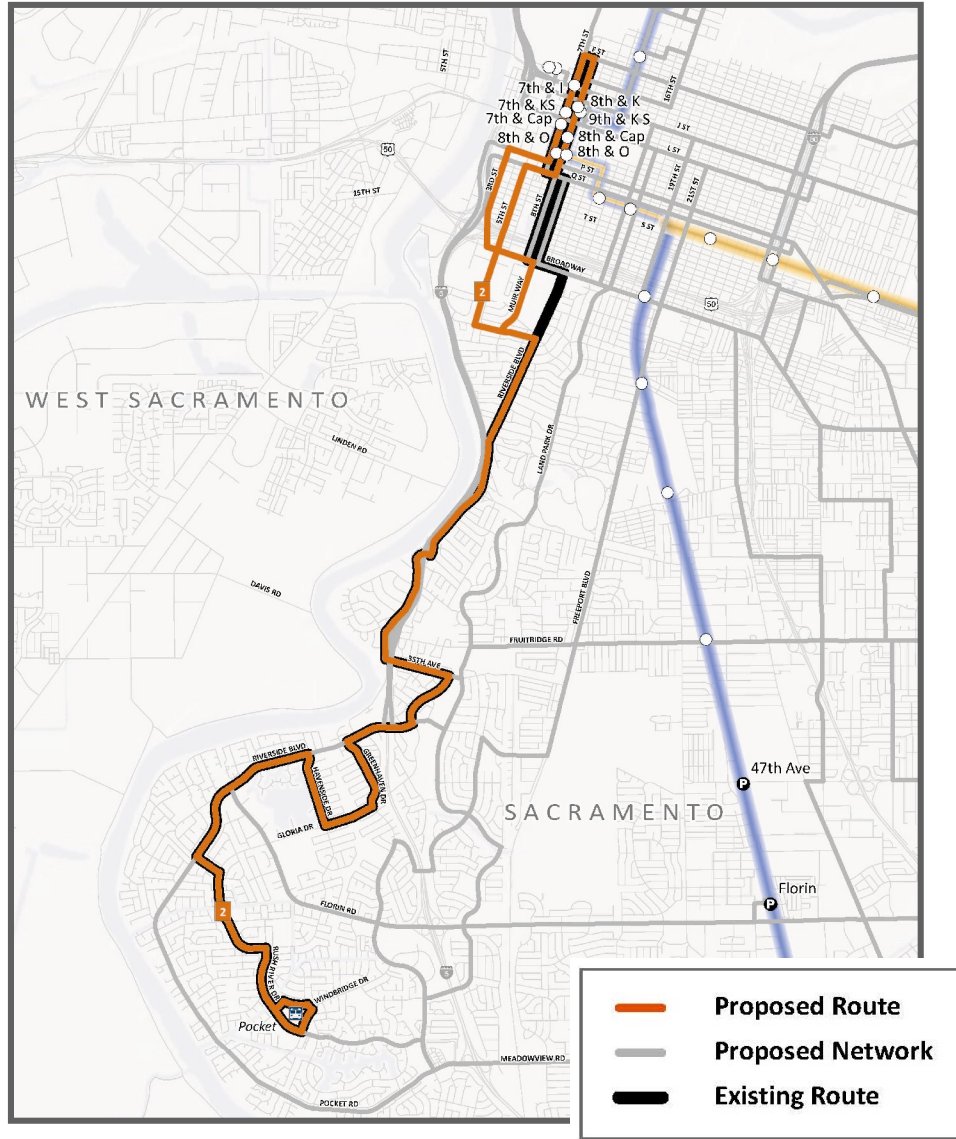 7TH ST
F ST
5TH ST
16TH ST
7th & I
7th & KS
8th & K
7th & Cap
9th & K S
8th & O
8th & Cap
8th & O
J ST
L ST
5
50
15TH ST
3RD ST
5TH ST
8TH ST
P ST
Q ST
T ST
S ST
19TH ST
21ST ST
BROADWAY
5
2
MUIR WAY
50
RIVERSIDE BLVD
WEST SACRAMENTO
LINDEN RD
LAND PARK DR
DAVIS RD
FREEPORT BLVD
FRUITRIDGE RD
35TH AVE
RIVERSIDE BLVD
HAVENSIDE DR
GREENHAVEN DR
GLORIA DR
47th Ave
P
SACRAMENTO
Florin
P
2
FLORIN RD
RUSH RIVER DR
WINDBRIDGE DR
5
Pocket
MEADOWVIEW RD
POCKET RD
Proposed Route
Proposed Network
Existing Route